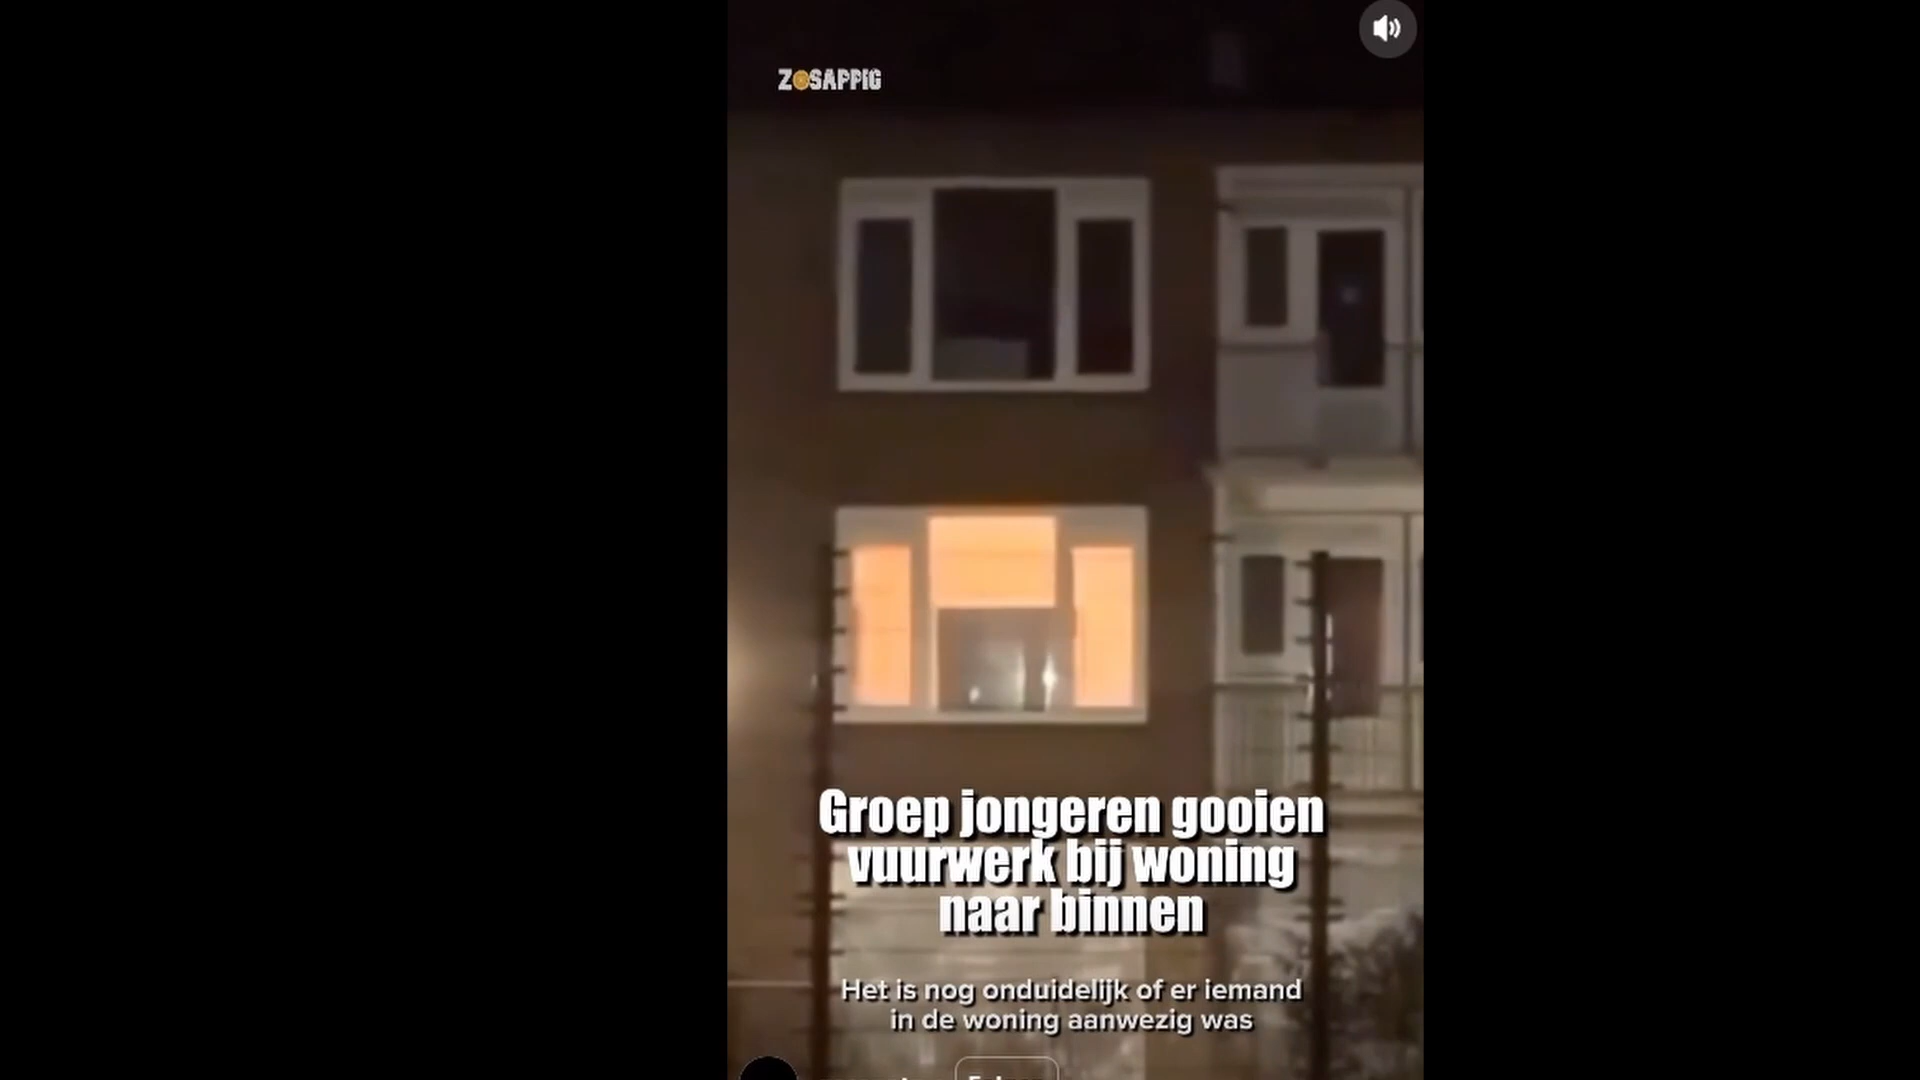 ZOSAPPIG
Groep jongeren gooien
vuurwerk bij woning
naar binnen
Het is nog onduidelijk of er iemand
in de woning aanwezig was